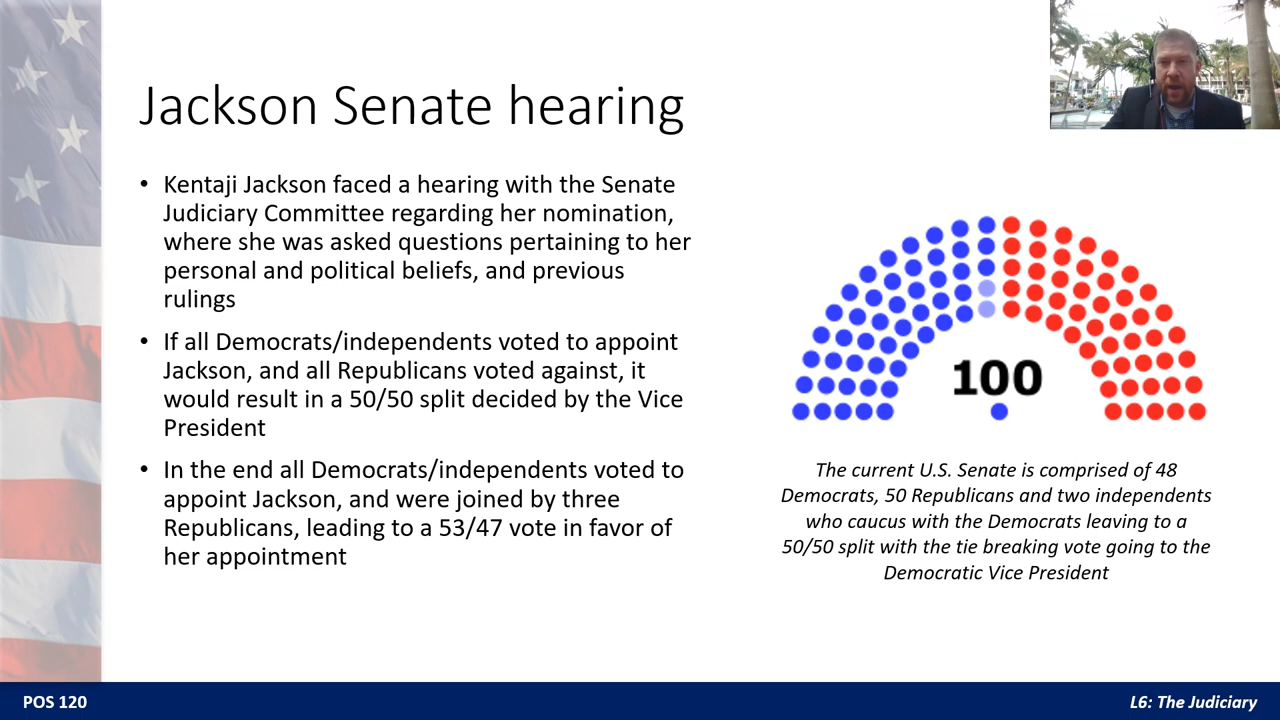 Jackson Senate hearing
• Kentaji Jackson faced a hearing with the Senate
Judiciary Committee regarding her nomination,
where she was asked questions pertaining to her
personal and political beliefs, and previous
rulings
• If all Democrats/independents voted to appoint
Jackson, and all Republicans voted against, it
would result in a 50/50 split decided by the Vice
President
• In the end all Democrats/independents voted to
appoint Jackson, and were joined by three
Republicans, leading to a 53/47 vote in favor of
her appointment
100
The current U.S. Senate is comprised of 48
Democrats, 50 Republicans and two independents
who caucus with the Democrats leaving to a
50/50 split with the tie breaking vote going to the
Democratic Vice President
POS 120
L6: The Judiciary